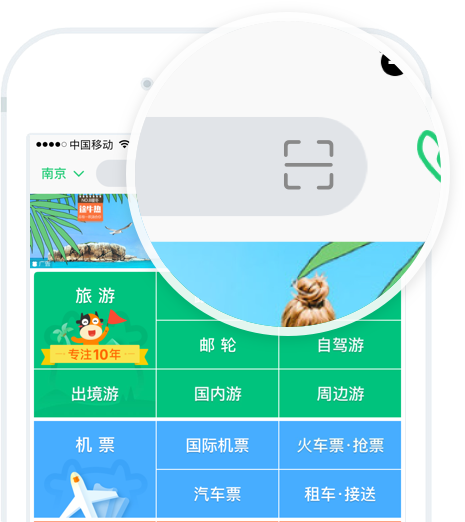 中国移动
南京
旅 游
专注10年
邮 轮
自驾游
出境游
国内游
周边游
机 票
国际机票
火车票·抢票
汽车票
租车·接送